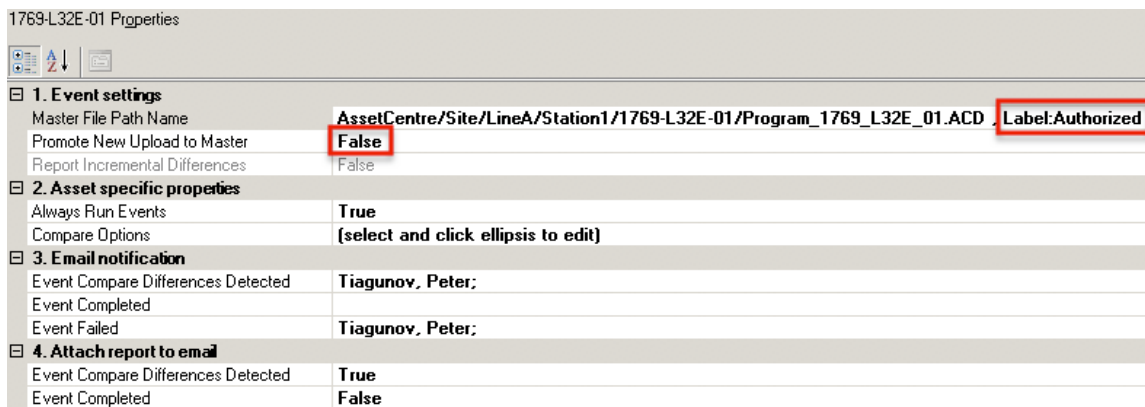 1769-L32E-01 Properties
1. Event settings
Master File Path Name AssetCentre/Site/LineA/Station1/1769-L32E-01/Program_1769_L32E_01.ACD , Label:Authorized
Promote New Upload to Master False
Report Incremental Differences False
2. Asset specific properties
Always Run Events True
Compare Options (select and click ellipsis to edit)
3. Email notification
Event Compare Differences Detected Tiagunov, Peter;
Event Completed
Event Failed Tiagunov, Peter;
4. Attach report to email
Event Compare Differences Detected True
Event Completed False